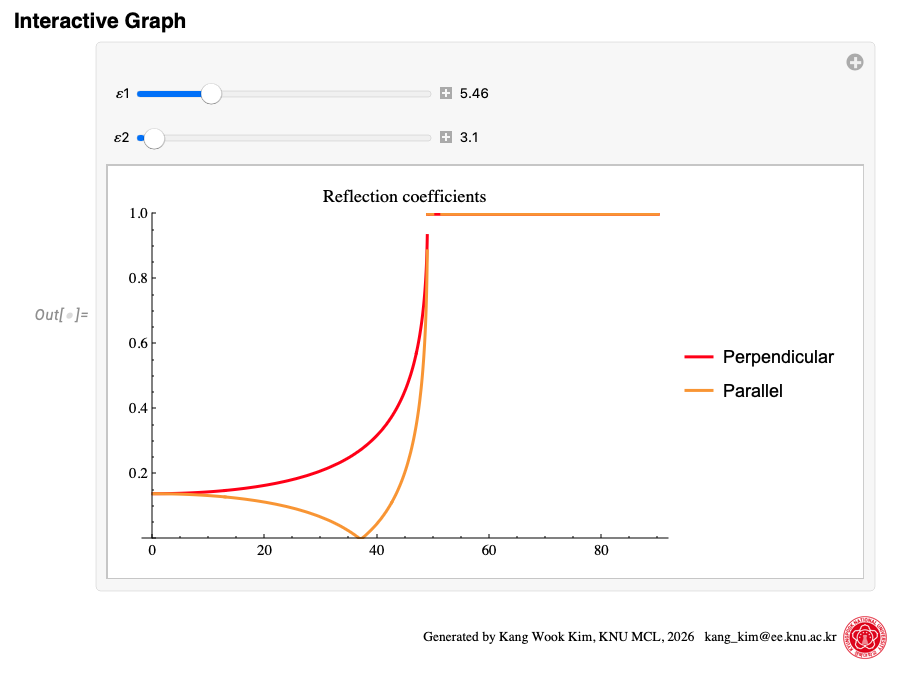 Interactive Graph
ε1 5.46
ε2 3.1
Out[ ]=
Reflection coefficients
1.0
0.8
0.6
0.4
0.2
0 20 40 60 80
Perpendicular
Parallel
Generated by Kang Wook Kim, KNU MCL, 2026 kang_kim@ee.knu.ac.kr